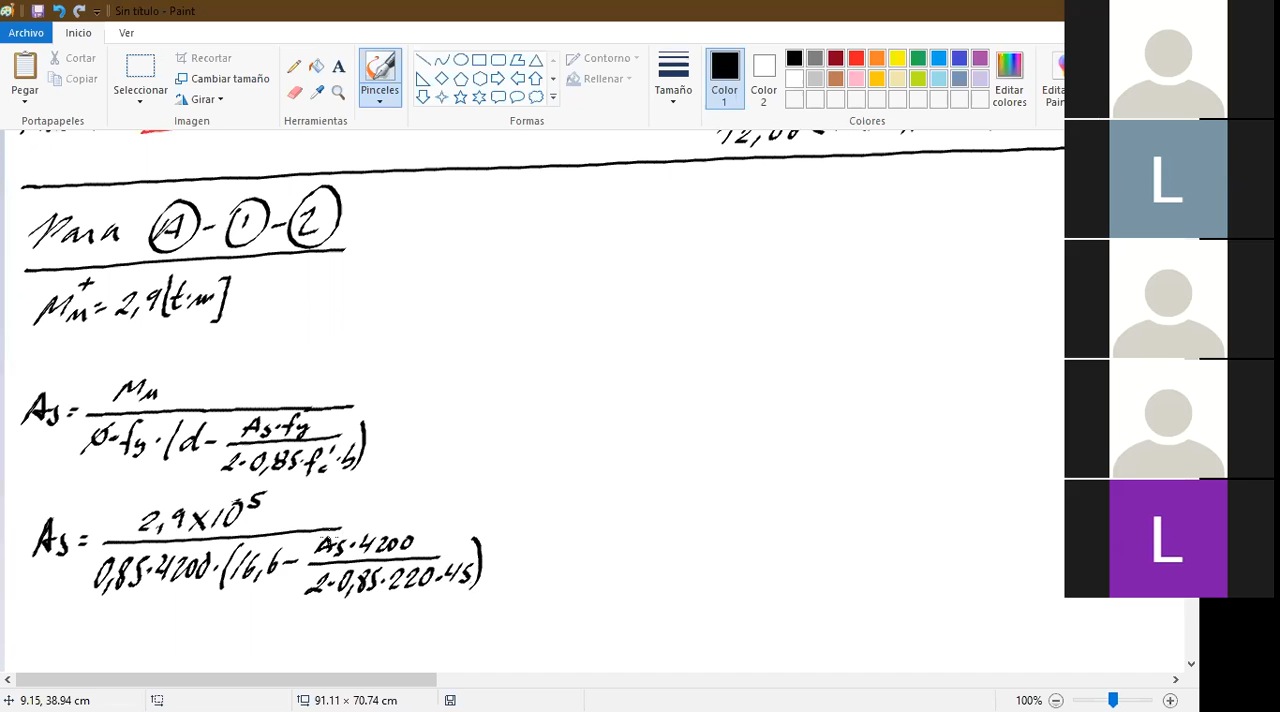 Sin título - Paint
Archivo Inicio Ver
Pegar
Cortar
Copiar
Portapapeles
Seleccionar
Recortar
Cambiar tamaño
Girar
Imagen
A
Herramientas
Pinceles
Contorno
Rellenar
Formas
Tamaño
Color 1
Color 2
Editar colores
Colores
Para A - 1 - 2
Mu+ = 2,9 [t·m]
As = Mu / (φ·fy·(d - As·fy / (2·0,85·f'c·b)))
As = 2,9x10^5 / (0,85·4200·(16,6 - As·4200 / (2·0,85·220·45)))
L
L
9.15, 38.94 cm
91.11 × 70.74 cm
100%